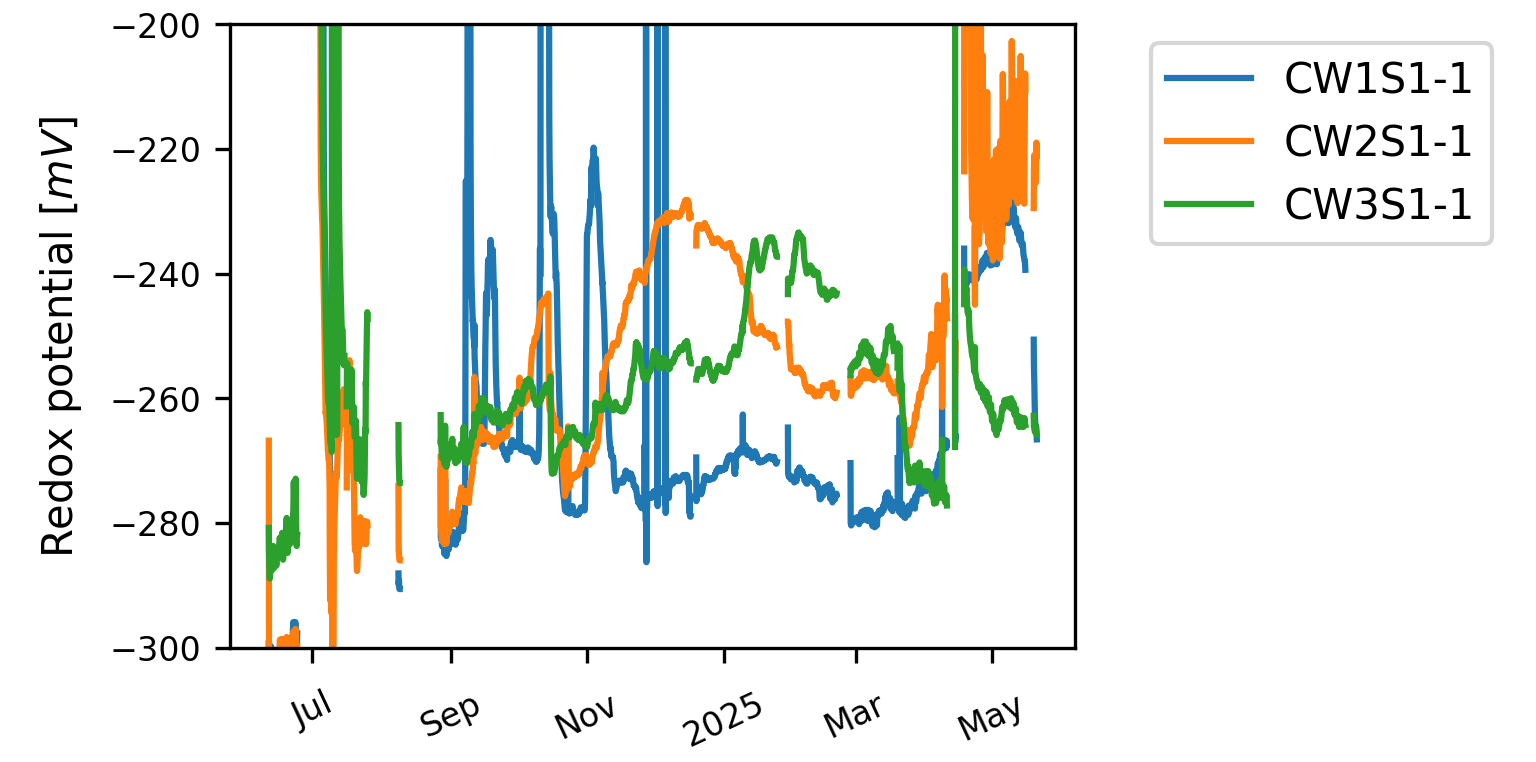 −200
−220
−240
−260
−280
−300
Redox potential [mV]
Jul
Sep
Nov
2025
Mar
May
CW1S1-1
CW2S1-1
CW3S1-1